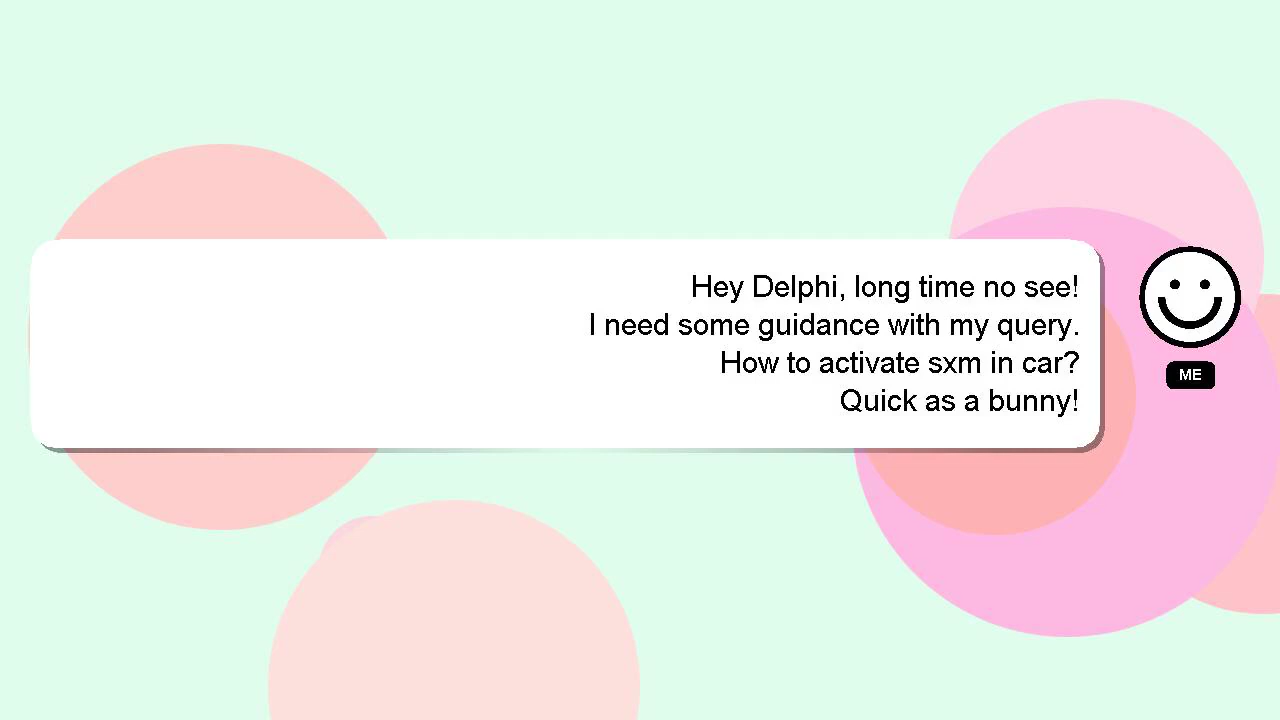 Hey Delphi, long time no see!
I need some guidance with my query.
How to activate sxm in car?
Quick as a bunny!
ME